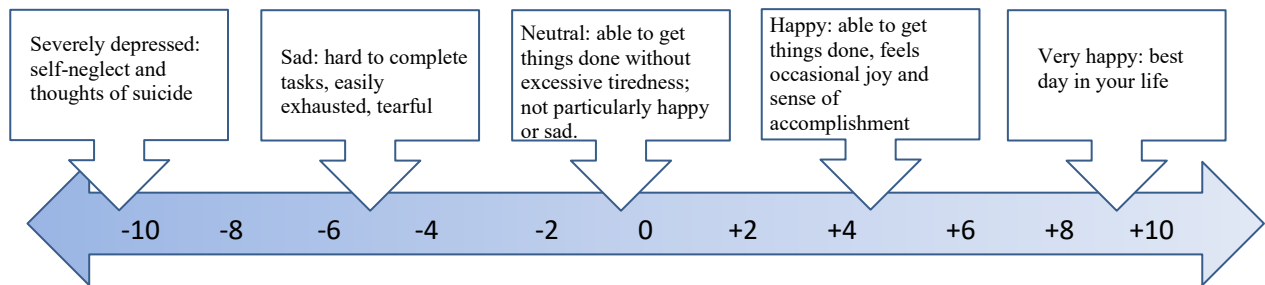 Severely depressed:
self-neglect and
thoughts of suicide
Sad: hard to complete
tasks, easily
exhausted, tearful
Neutral: able to get
things done without
excessive tiredness;
not particularly happy
or sad.
Happy: able to get
things done, feels
occasional joy and
sense of
accomplishment
Very happy: best
day in your life
-10 -8 -6 -4 -2 0 +2 +4 +6 +8 +10